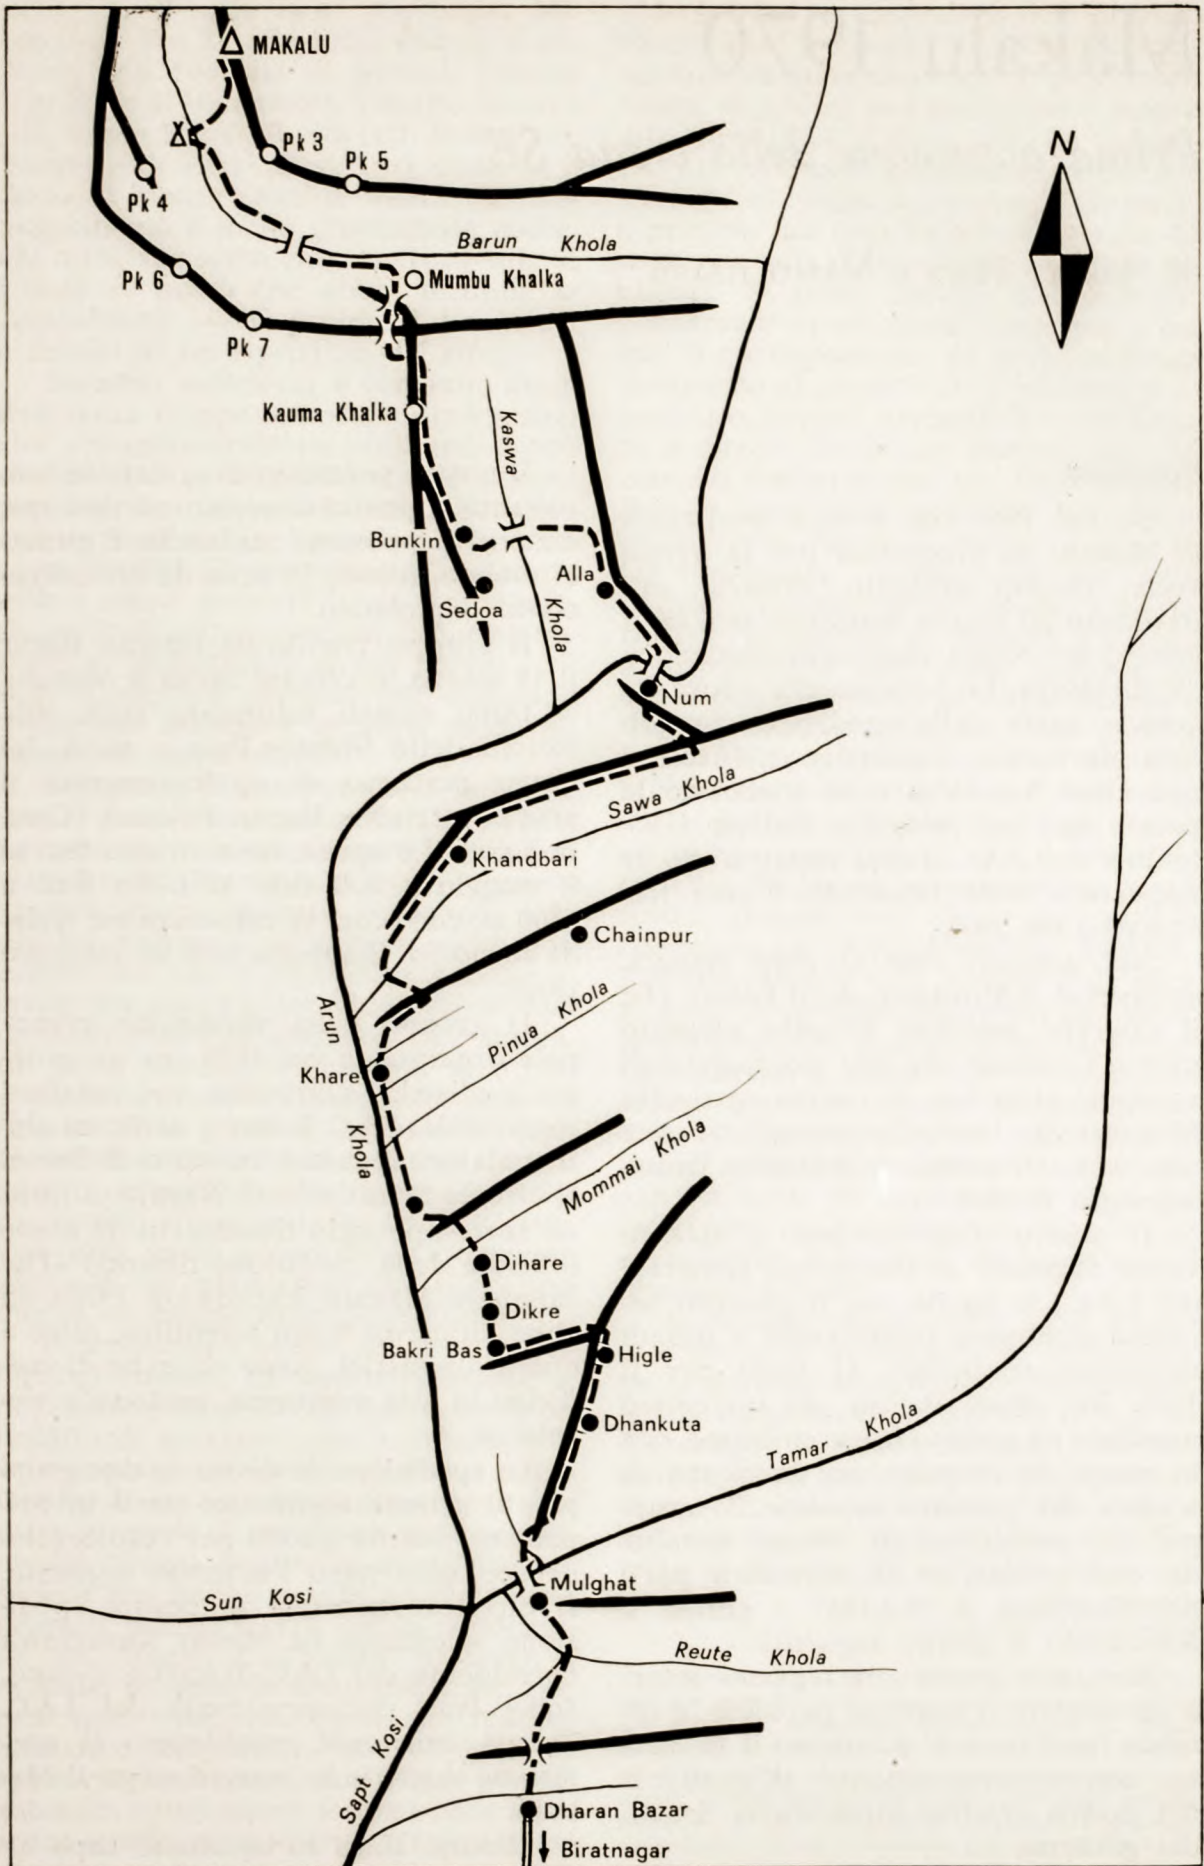 MAKALU
N
Pk 3
Pk 5
Pk 4
Barun Khola
Pk 6
Mumbu Khalka
Pk 7
Kauma Khalka
Kaswa Khola
Bunkin
Alla
Sedoa
Num
Sawa Khola
Khandbari
Chainpur
Arun Khola
Pinua Khola
Khare
Mommai Khola
Dihare
Dikre
Bakri Bas
Higle
Dhankuta
Tamar Khola
Mulghat
Sun Kosi
Reute Khola
Sapt Kosi
Dharan Bazar
Biratnagar